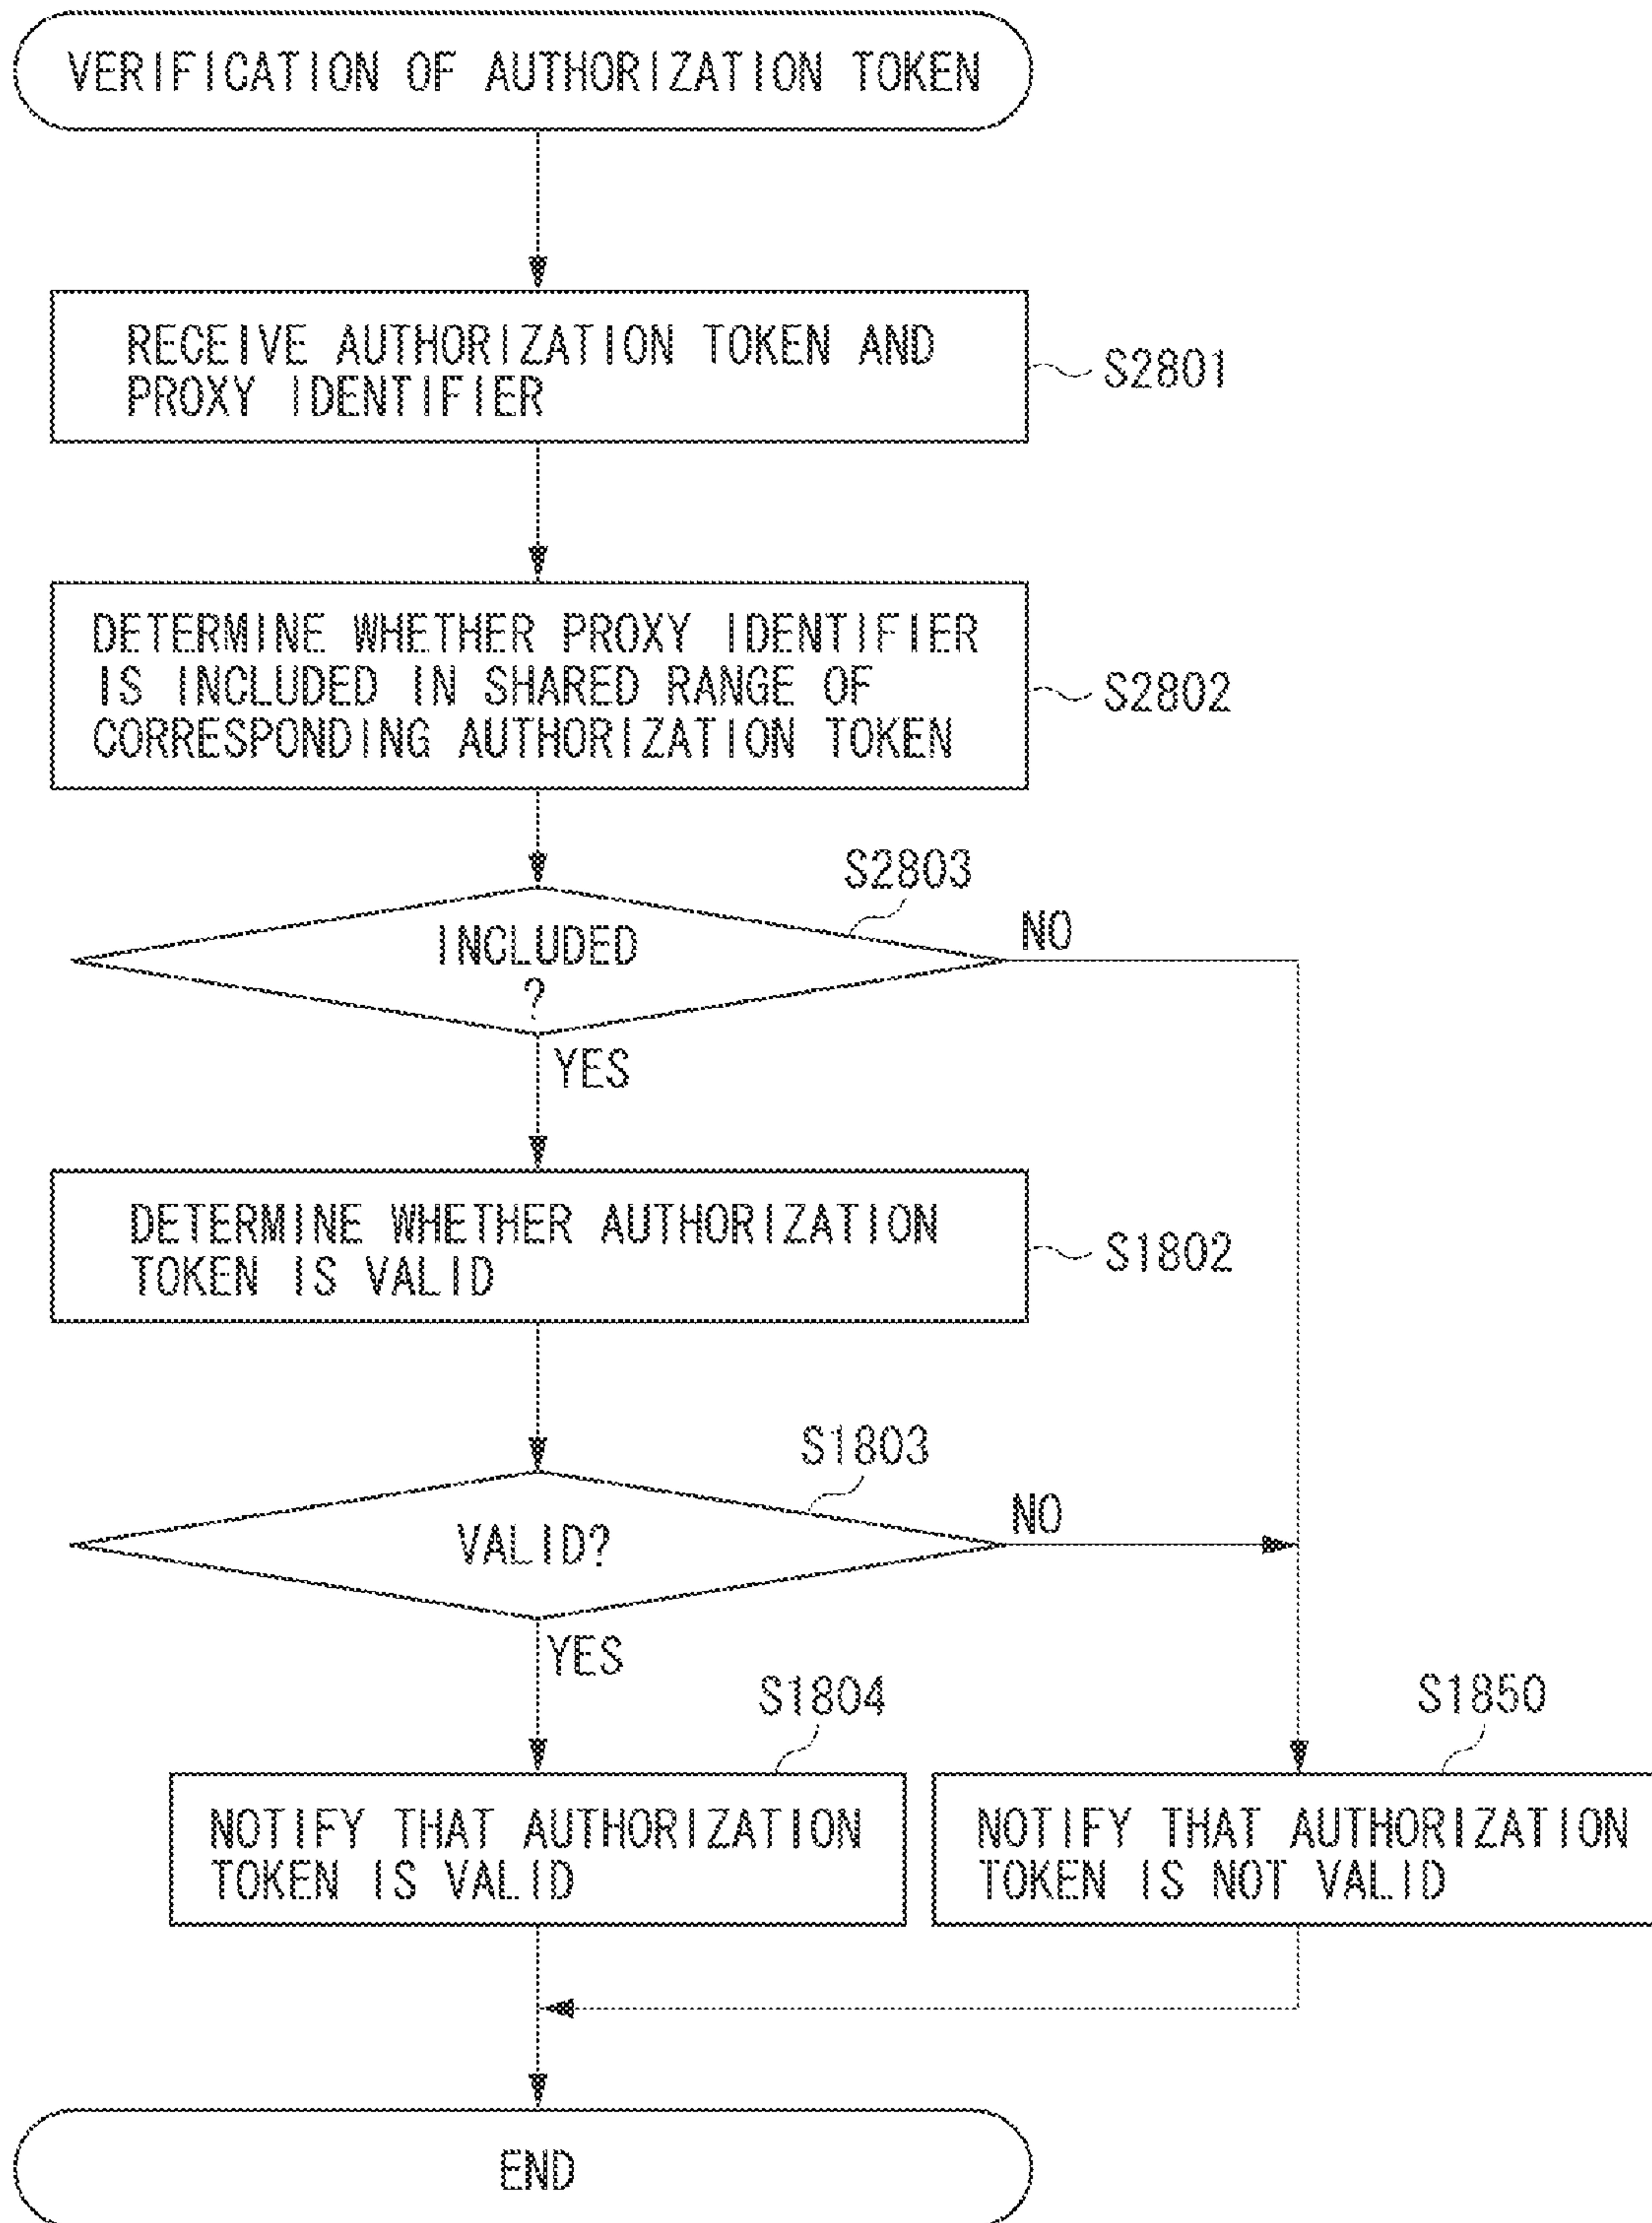 VERIFICATION OF AUTHORIZATION TOKEN
RECEIVE AUTHORIZATION TOKEN AND
PROXY IDENTIFIER
S2801
DETERMINE WHETHER PROXY IDENTIFIER
IS INCLUDED IN SHARED RANGE OF
CORRESPONDING AUTHORIZATION TOKEN
S2802
S2803
INCLUDED
?
NO
YES
DETERMINE WHETHER AUTHORIZATION
TOKEN IS VALID
S1802
S1803
VALID?
NO
YES
S1804
NOTIFY THAT AUTHORIZATION
TOKEN IS VALID
S1850
NOTIFY THAT AUTHORIZATION
TOKEN IS NOT VALID
END